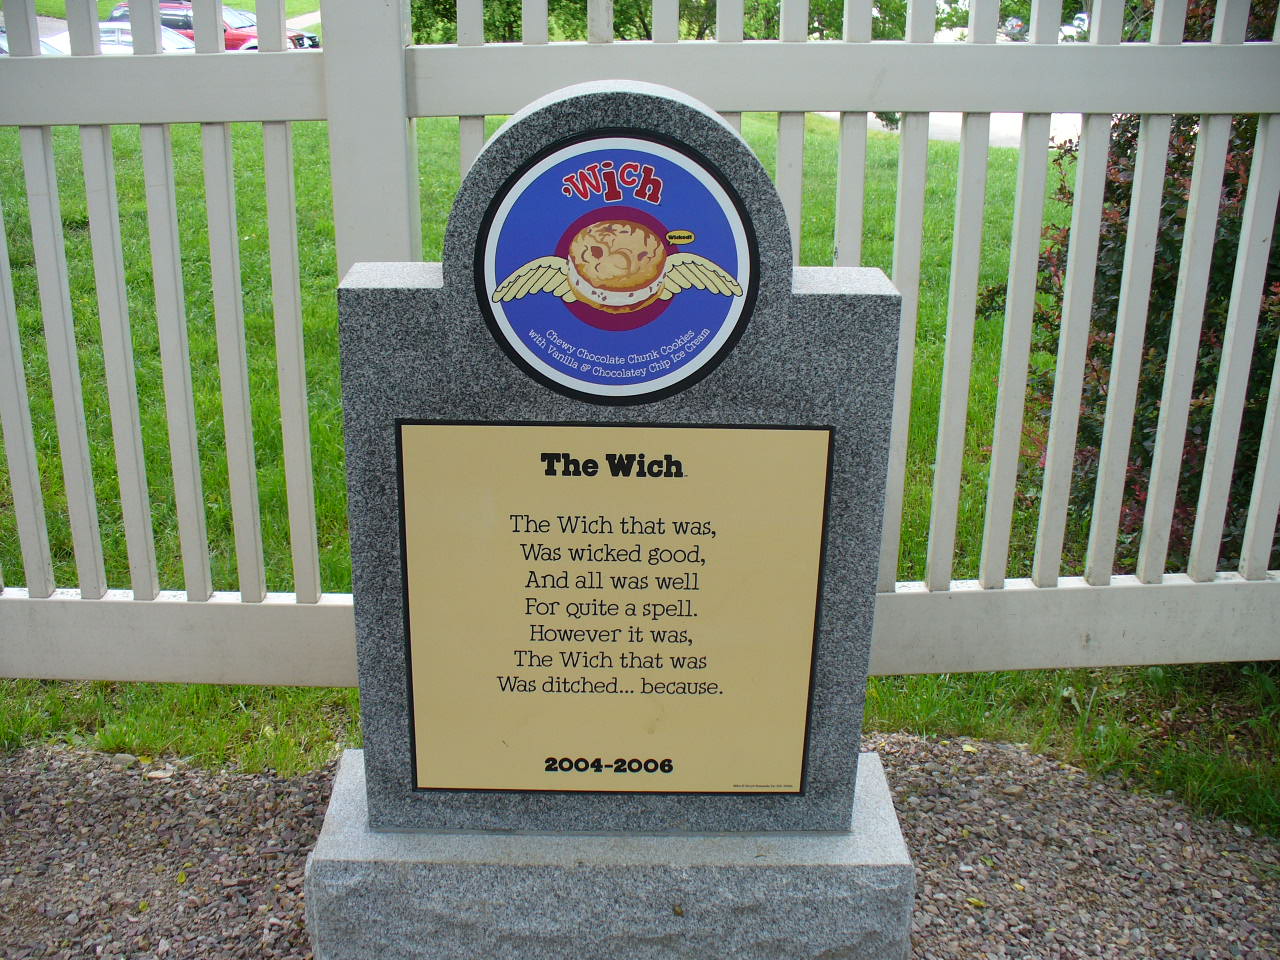 'Wich
Wicked!
Chewy Chocolate Chunk Cookies
with Vanilla & Chocolatey Chip Ice Cream
The Wich
The Wich that was,
Was wicked good,
And all was well
For quite a spell.
However it was,
The Wich that was
Was ditched... because.
2004-2006